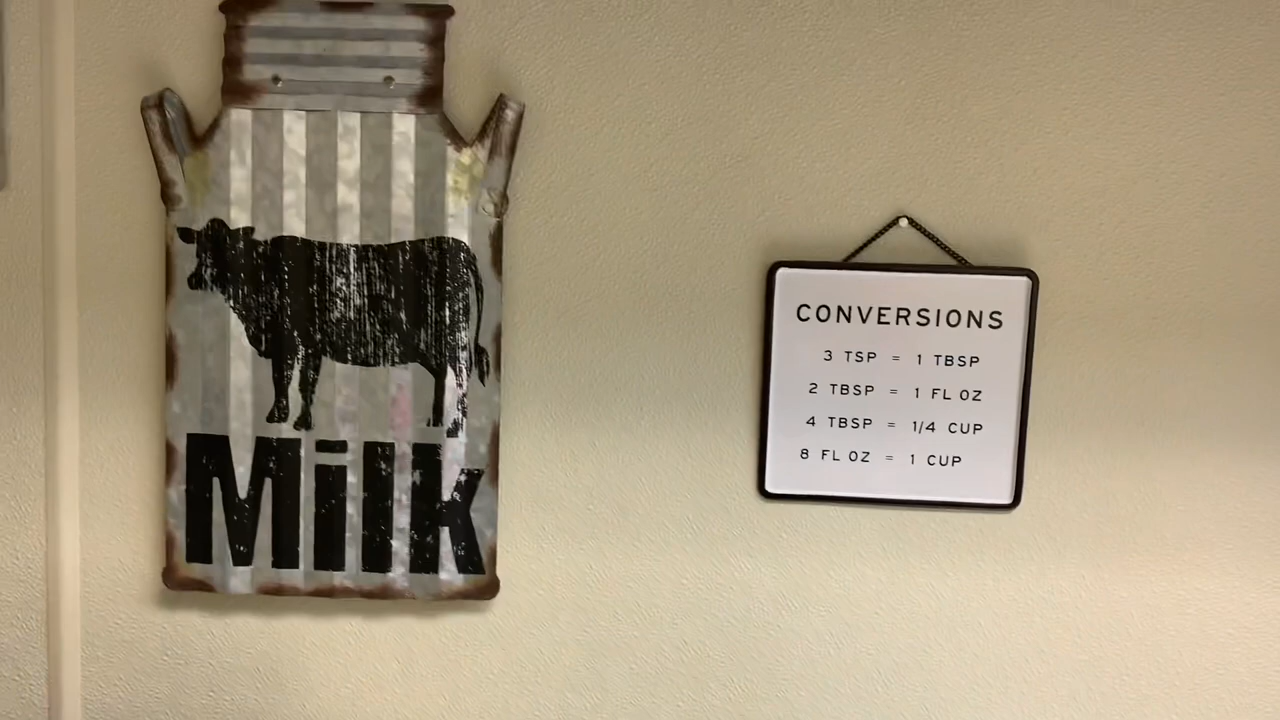 Milk
CONVERSIONS
3 TSP = 1 TBSP
2 TBSP = 1 FL OZ
4 TBSP = 1/4 CUP
8 FL OZ = 1 CUP